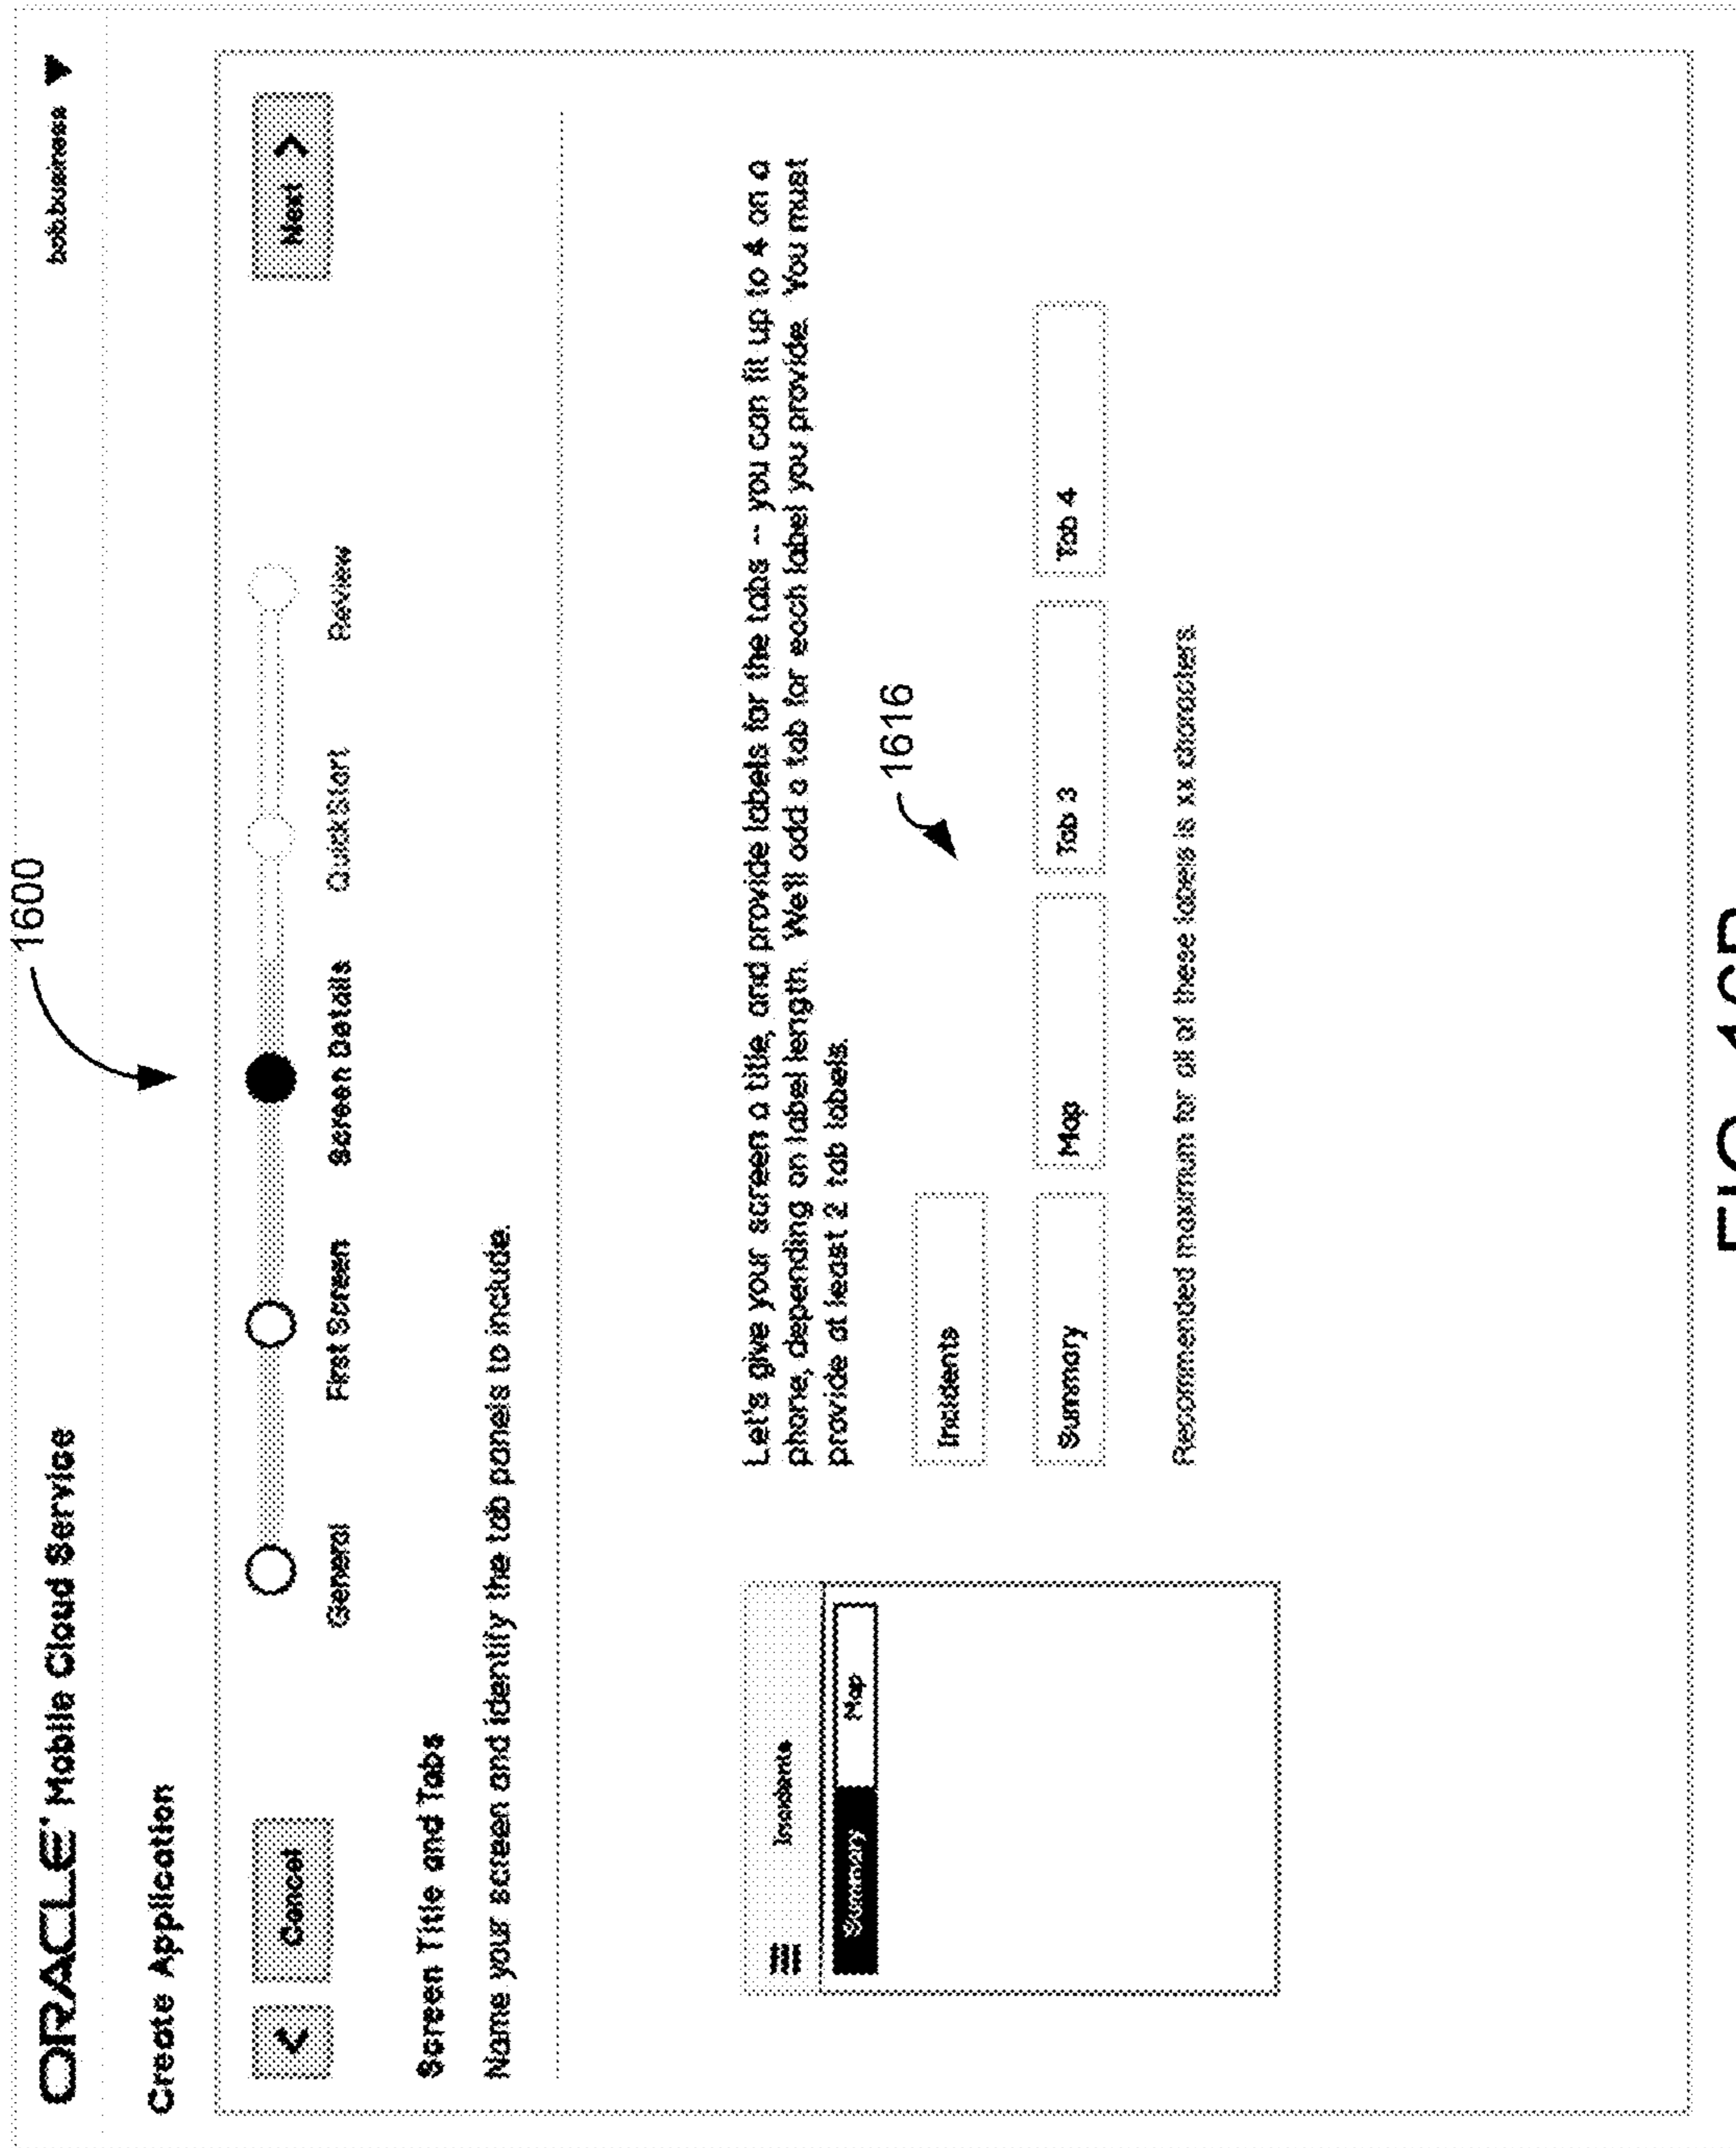 1600
ORACLE' Mobile Cloud Service
bob.business
Create Application
Cancel
Next
General
First Screen
Screen Details
QuickStart
Review
Screen Title and Tabs
Name your screen and identify the tab panels to include.
Incidents
Summary
Map
Let's give your screen a title, and provide labels for the tabs -- you can fit up to 4 on a
phone, depending on label length. We'll add a tab for each label you provide. You must
provide at least 2 tab labels.
1616
Incidents
Summary
Map
Tab 3
Tab 4
Recommended maximum for all of these labels is xx characters.